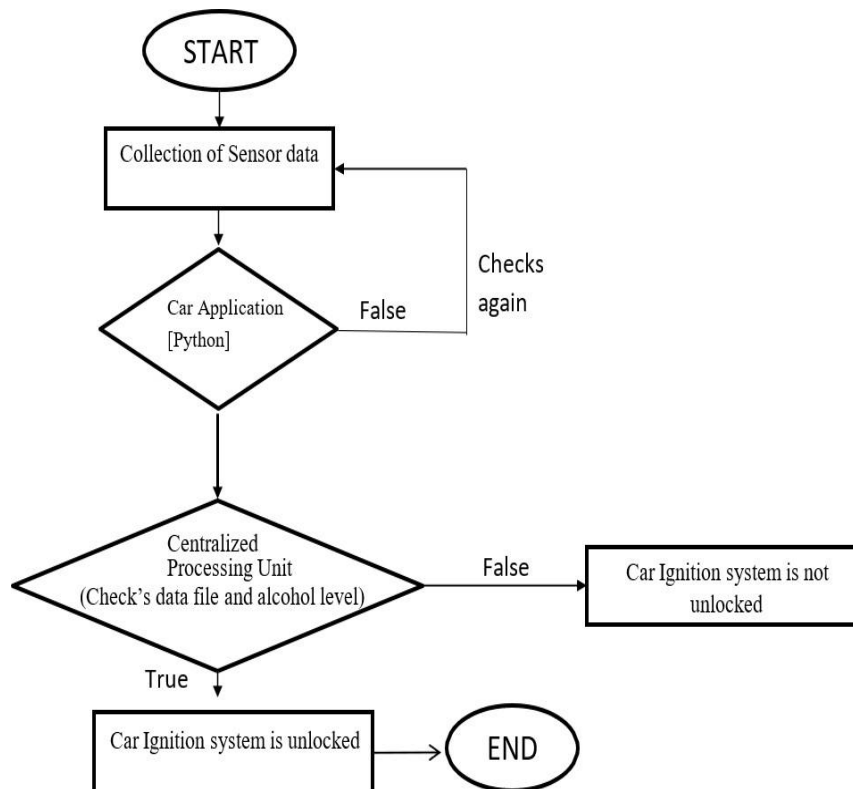 START
Collection of Sensor data
Car Application
[Python]
False
Checks
again
Centralized
Processing Unit
(Check's data file and alcohol level)
False
Car Ignition system is not
unlocked
True
Car Ignition system is unlocked
END